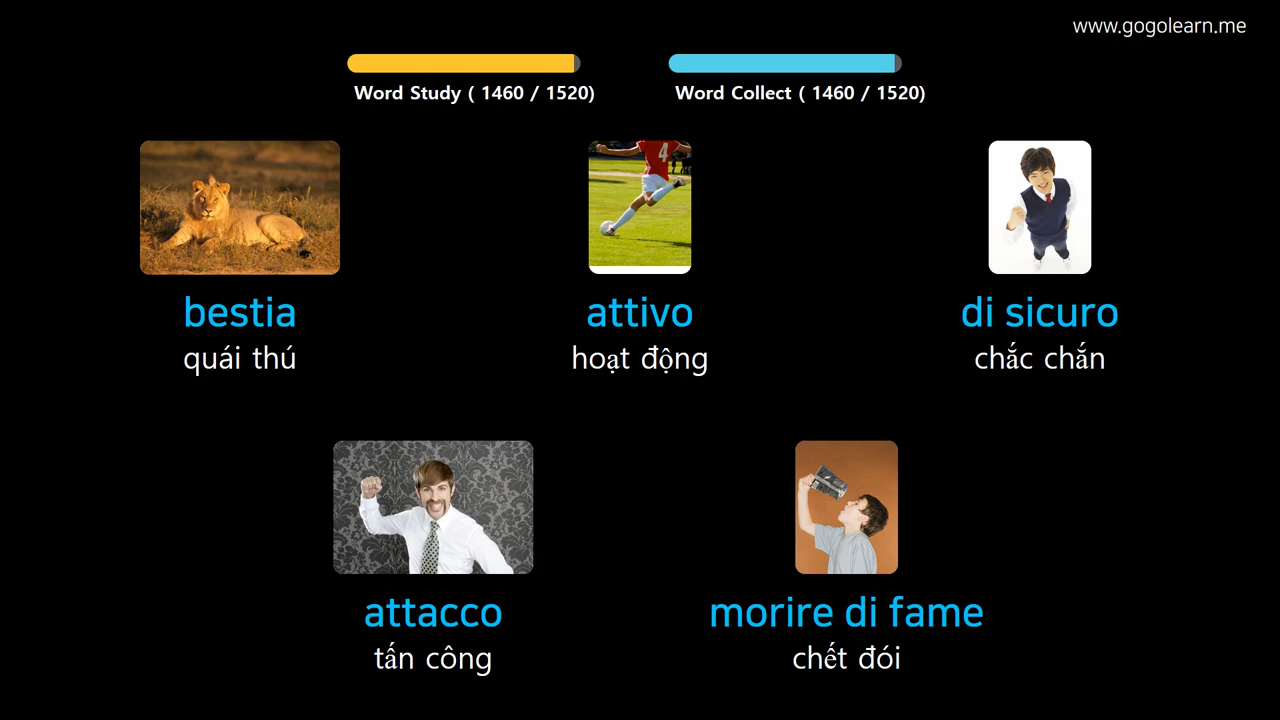 www.gogolearn.me
Word Study ( 1460 / 1520)
Word Collect ( 1460 / 1520)
4
bestia
quái thú
attivo
hoạt động
di sicuro
chắc chắn
attacco
tấn công
morire di fame
chết đói